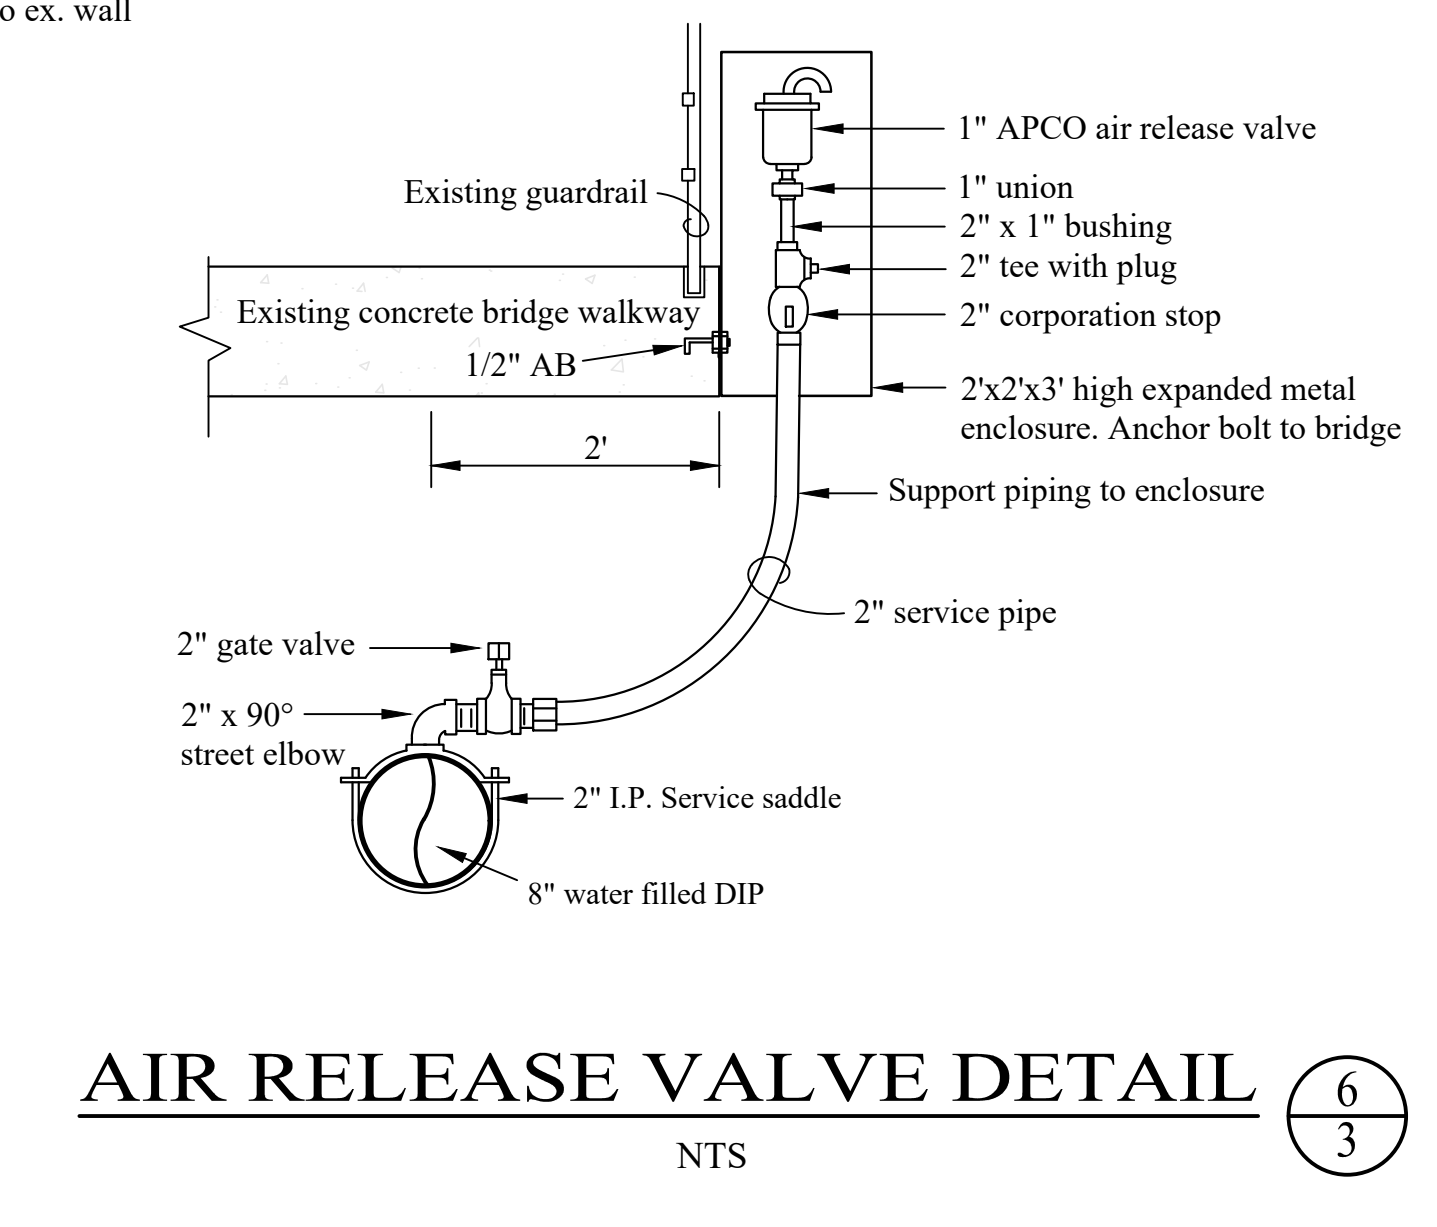 o ex. wall
1" APCO air release valve
Existing guardrail
1" union
2" x 1" bushing
2" tee with plug
Existing concrete bridge walkway
2" corporation stop
1/2" AB
2'x2'x3' high expanded metal
enclosure. Anchor bolt to bridge
2'
Support piping to enclosure
2" service pipe
2" gate valve
2" x 90°
street elbow
2" I.P. Service saddle
8" water filled DIP
AIR RELEASE VALVE DETAIL
6
3
NTS